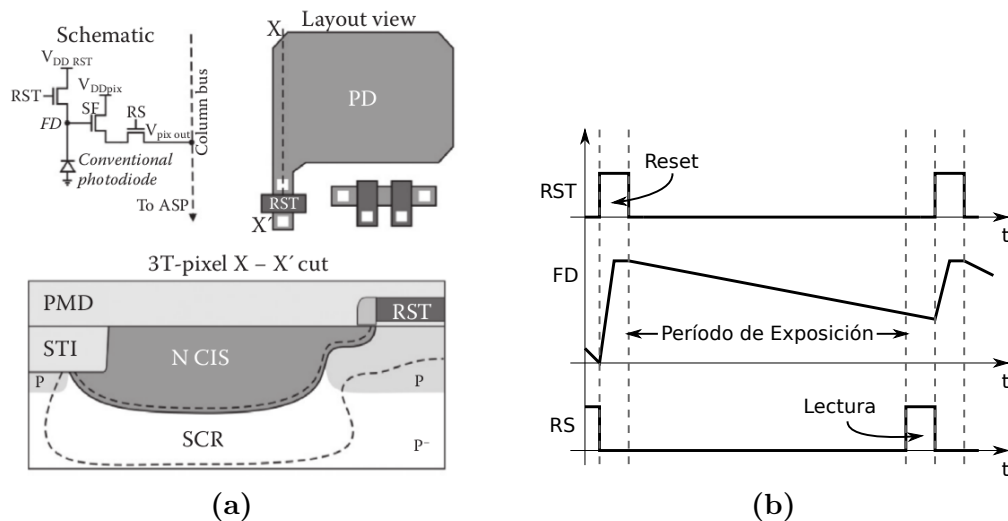 Schematic
V_DD RST
RST
V_DDpix
SF
RS
FD
V_pix out
Conventional
photodiode
Column bus
To ASP
X
Layout view
PD
RST
X´
3T-pixel X – X´ cut
PMD
RST
STI
N CIS
P
P
SCR
P⁻
(a)
RST
Reset
t
FD
Período de Exposición
t
RS
Lectura
t
(b)